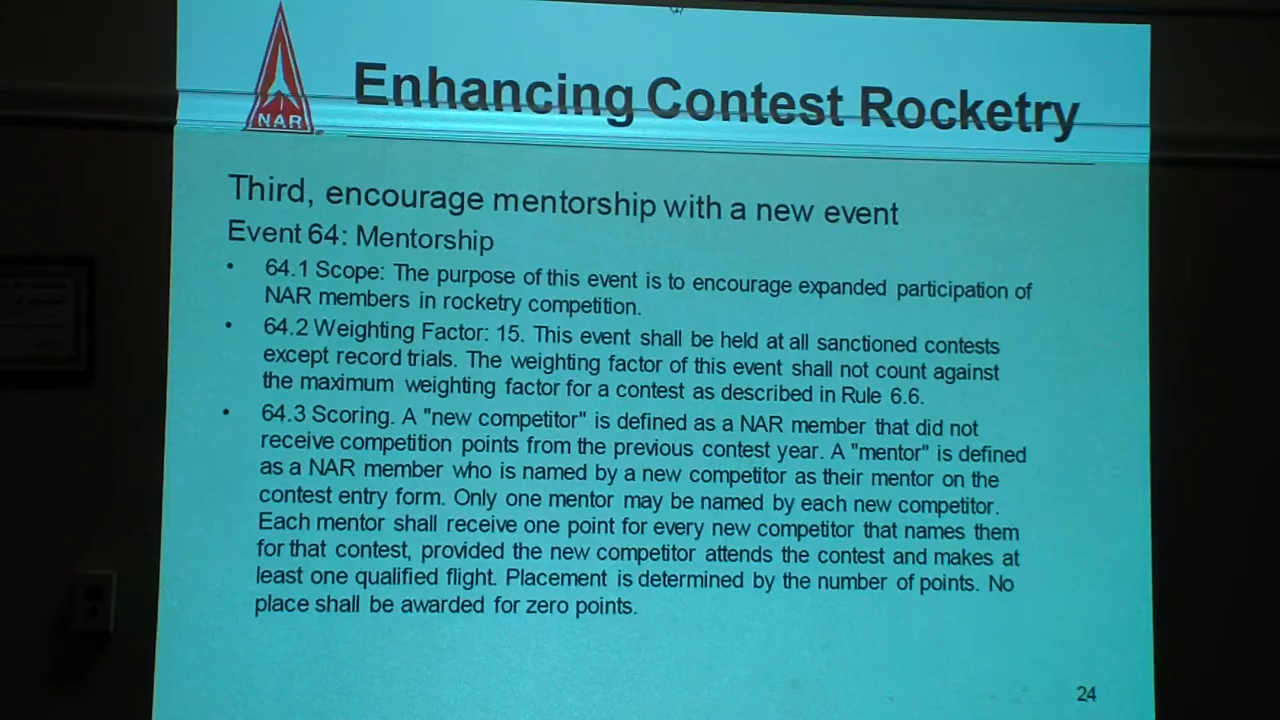 NAR
Enhancing Contest Rocketry
Third, encourage mentorship with a new event
Event 64: Mentorship
• 64.1 Scope: The purpose of this event is to encourage expanded participation of
NAR members in rocketry competition.
• 64.2 Weighting Factor: 15. This event shall be held at all sanctioned contests
except record trials. The weighting factor of this event shall not count against
the maximum weighting factor for a contest as described in Rule 6.6.
• 64.3 Scoring. A "new competitor" is defined as a NAR member that did not
receive competition points from the previous contest year. A "mentor" is defined
as a NAR member who is named by a new competitor as their mentor on the
contest entry form. Only one mentor may be named by each new competitor.
Each mentor shall receive one point for every new competitor that names them
for that contest, provided the new competitor attends the contest and makes at
least one qualified flight. Placement is determined by the number of points. No
place shall be awarded for zero points.
24